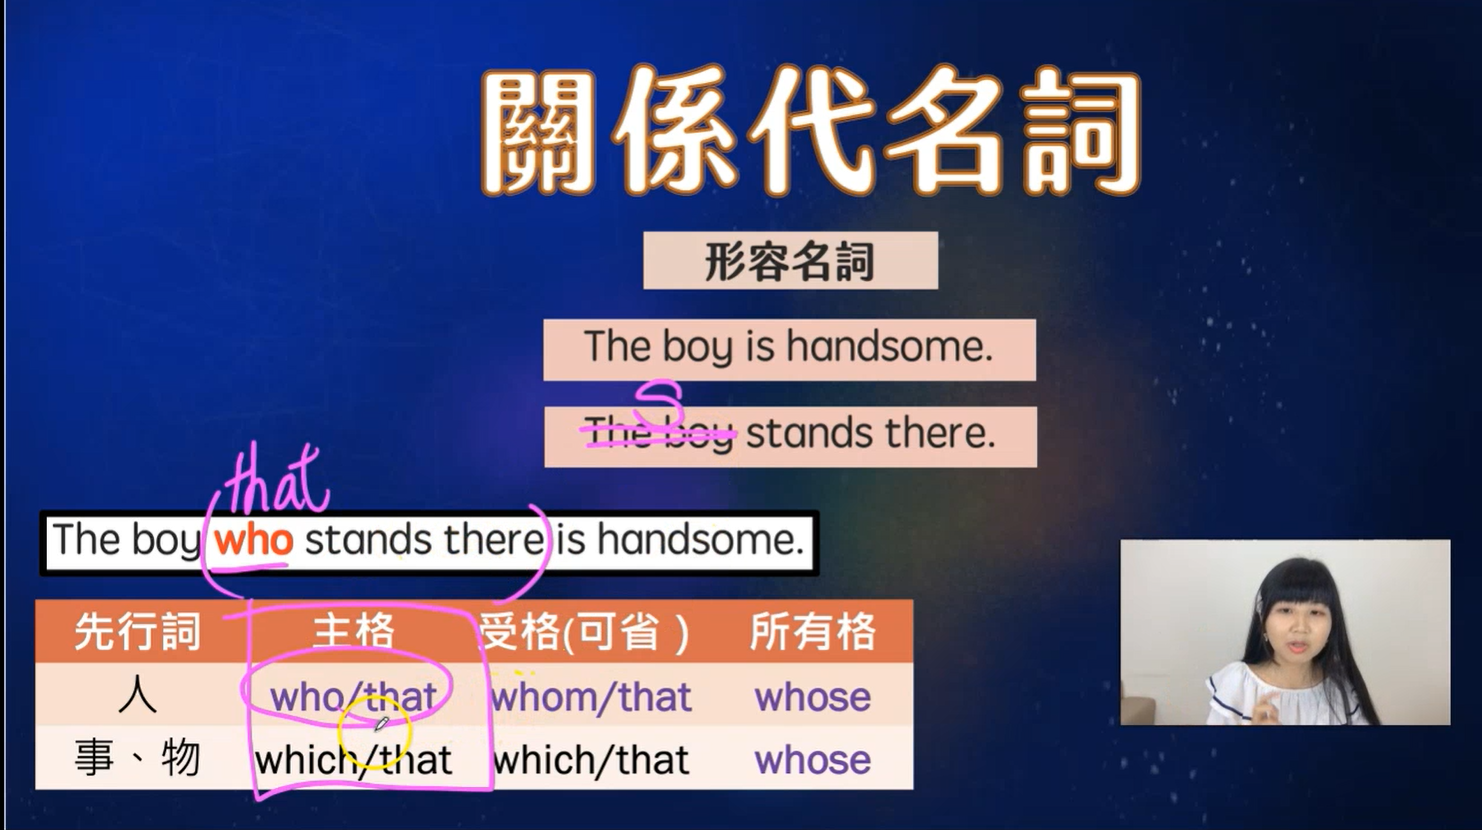 關係代名詞
形容名詞
The boy is handsome.
S
The boy stands there.
that
The boy who stands there is handsome.
先行詞 主格 受格(可省) 所有格
人 who/that whom/that whose
事、物 which/that which/that whose